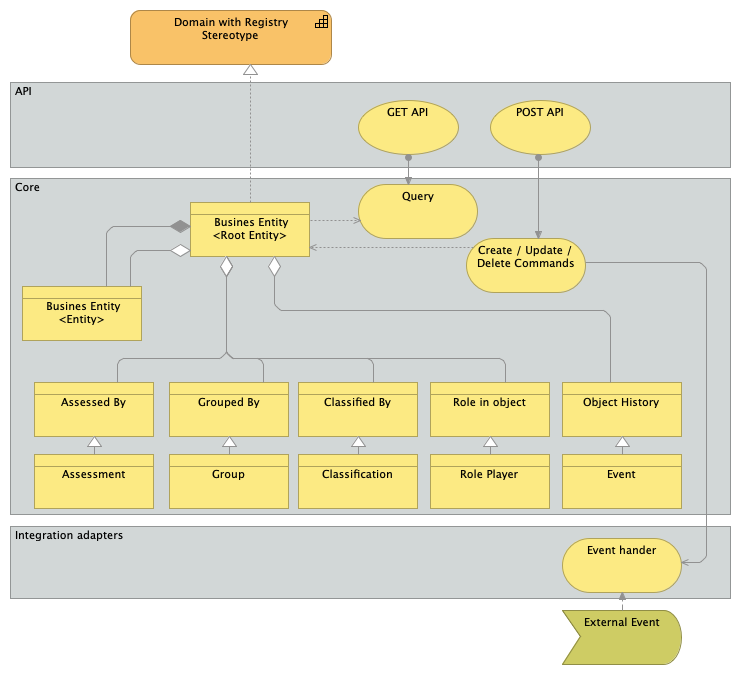 Domain with Registry
Stereotype
API
GET API
POST API
Core
Query
Busines Entity
<Root Entity>
Create / Update /
Delete Commands
Busines Entity
<Entity>
Assessed By
Grouped By
Classified By
Role in object
Object History
Assessment
Group
Classification
Role Player
Event
Integration adapters
Event hander
External Event